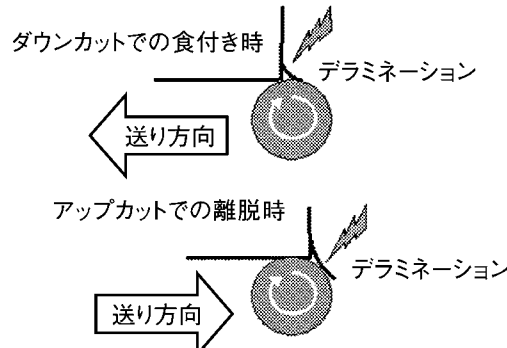 ダウンカットでの食付き時
デラミネーション
送り方向
アップカットでの離脱時
デラミネーション
送り方向